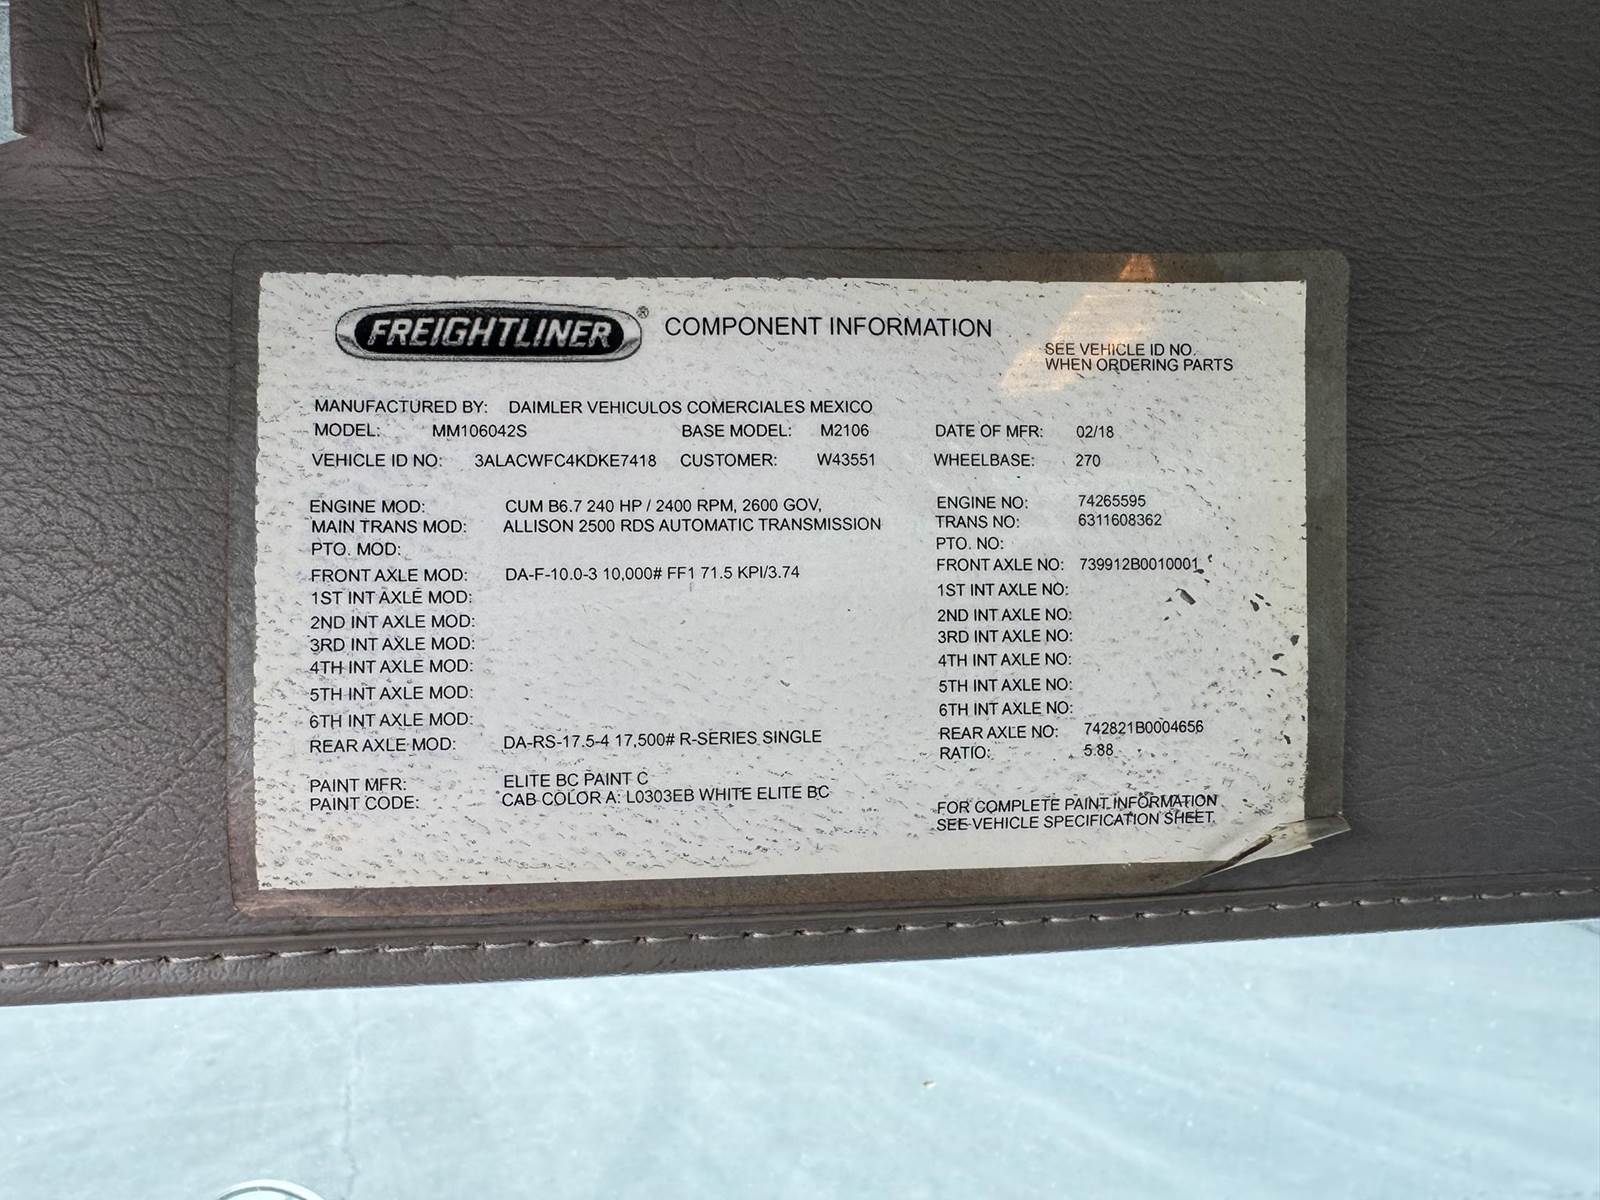 FREIGHTLINER® COMPONENT INFORMATION
SEE VEHICLE ID NO.
WHEN ORDERING PARTS
MANUFACTURED BY: DAIMLER VEHICULOS COMERCIALES MEXICO
MODEL: MM106042S BASE MODEL: M2106 DATE OF MFR: 02/18
VEHICLE ID NO: 3ALACWFC4KDKE7418 CUSTOMER: W43551 WHEELBASE: 270
ENGINE MOD: CUM B6.7 240 HP / 2400 RPM, 2600 GOV, ENGINE NO: 74265595
MAIN TRANS MOD: ALLISON 2500 RDS AUTOMATIC TRANSMISSION TRANS NO: 6311608362
PTO. MOD: PTO. NO:
FRONT AXLE MOD: DA-F-10.0-3 10,000# FF1 71.5 KPI/3.74 FRONT AXLE NO: 739912B0010001
1ST INT AXLE MOD: 1ST INT AXLE NO:
2ND INT AXLE MOD: 2ND INT AXLE NO:
3RD INT AXLE MOD: 3RD INT AXLE NO:
4TH INT AXLE MOD: 4TH INT AXLE NO:
5TH INT AXLE MOD: 5TH INT AXLE NO:
6TH INT AXLE MOD: 6TH INT AXLE NO:
REAR AXLE MOD: DA-RS-17.5-4 17,500# R-SERIES SINGLE REAR AXLE NO: 742821B0004656
RATIO: 5.88
PAINT MFR: ELITE BC PAINT C
PAINT CODE: CAB COLOR A: L0303EB WHITE ELITE BC
FOR COMPLETE PAINT INFORMATION
SEE VEHICLE SPECIFICATION SHEET.